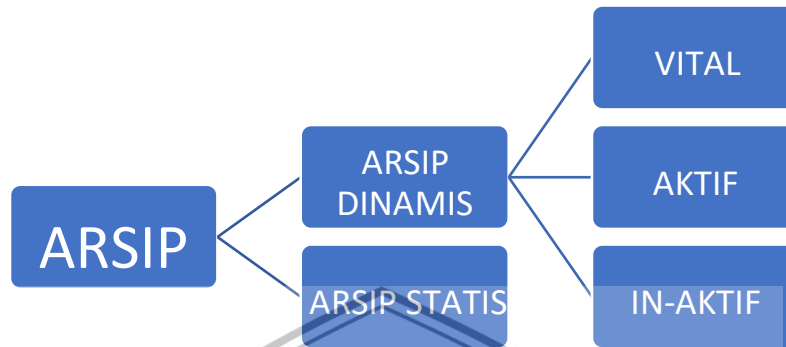 ARSIP
ARSIP
DINAMIS
ARSIP STATIS
VITAL
AKTIF
IN-AKTIF